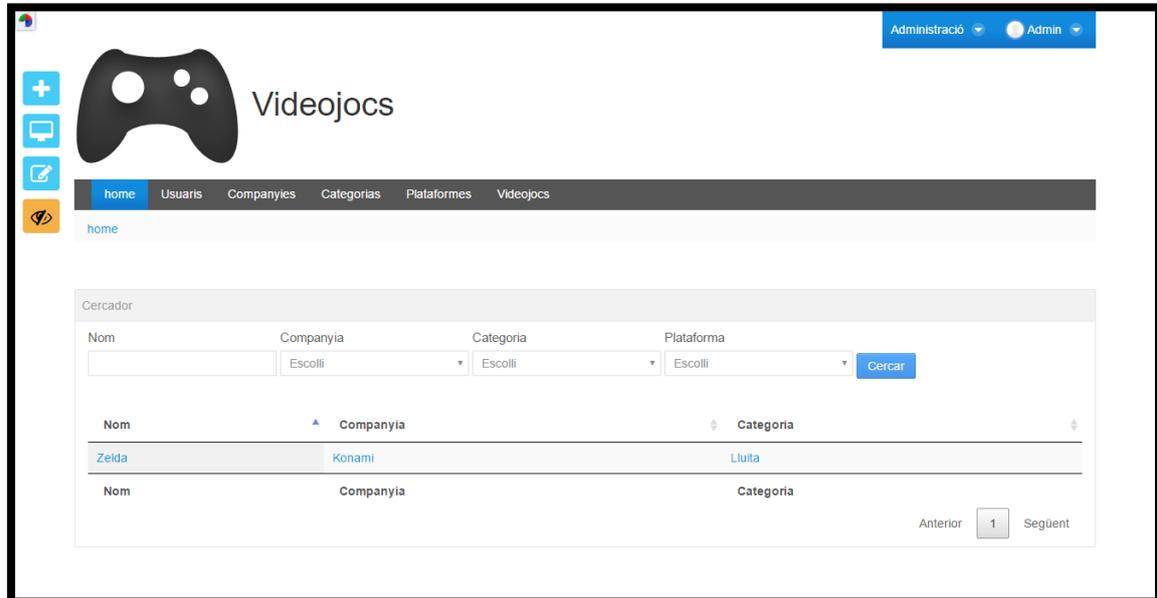 Administració Admin
Videojocs
home Usuaris Companyies Categorias Plataformes Videojocs
home
Cercador
Nom Companyia Categoria Plataforma
Escolli Escolli Escolli Cercar
Nom Companyia Categoria
Zelda Konami Lluita
Nom Companyia Categoria
Anterior 1 Següent